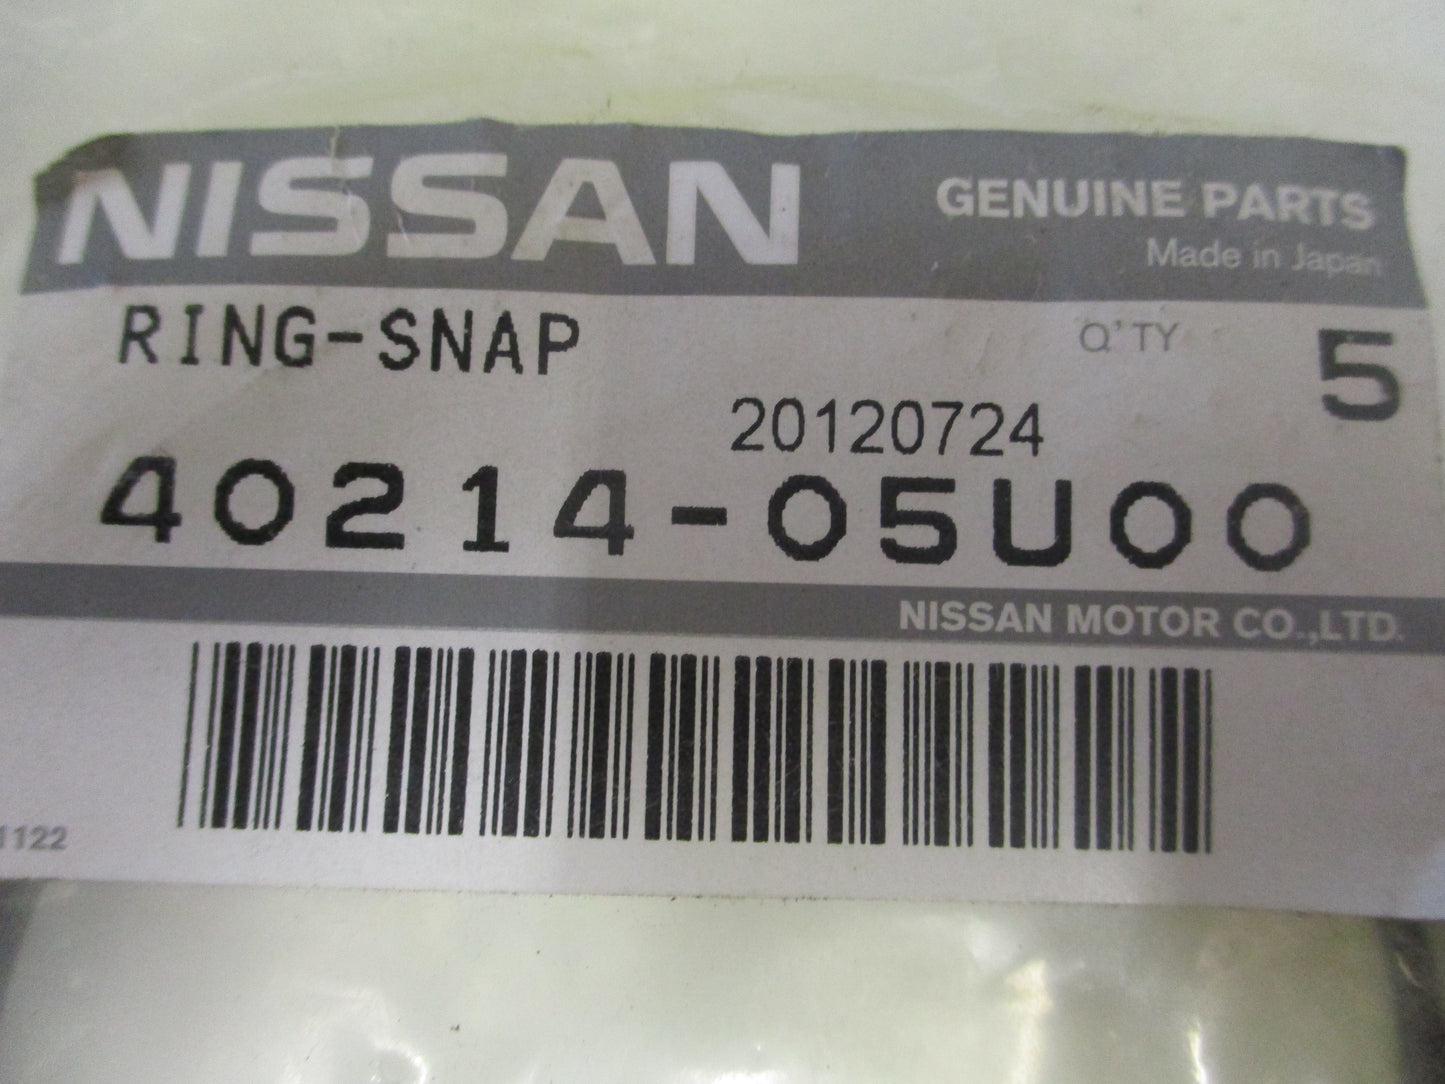 NISSAN
GENUINE PARTS
Made in Japan
RING-SNAP
Q'TY 5
20120724
40214-05U00
NISSAN MOTOR CO.,LTD.
1122